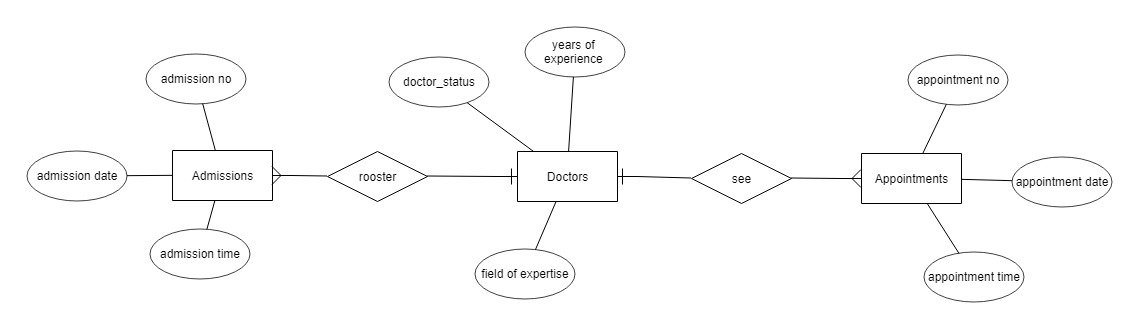 years of
experience
admission no
doctor_status
appointment no
admission date
Admissions
rooster
Doctors
see
Appointments
appointment date
admission time
field of expertise
appointment time